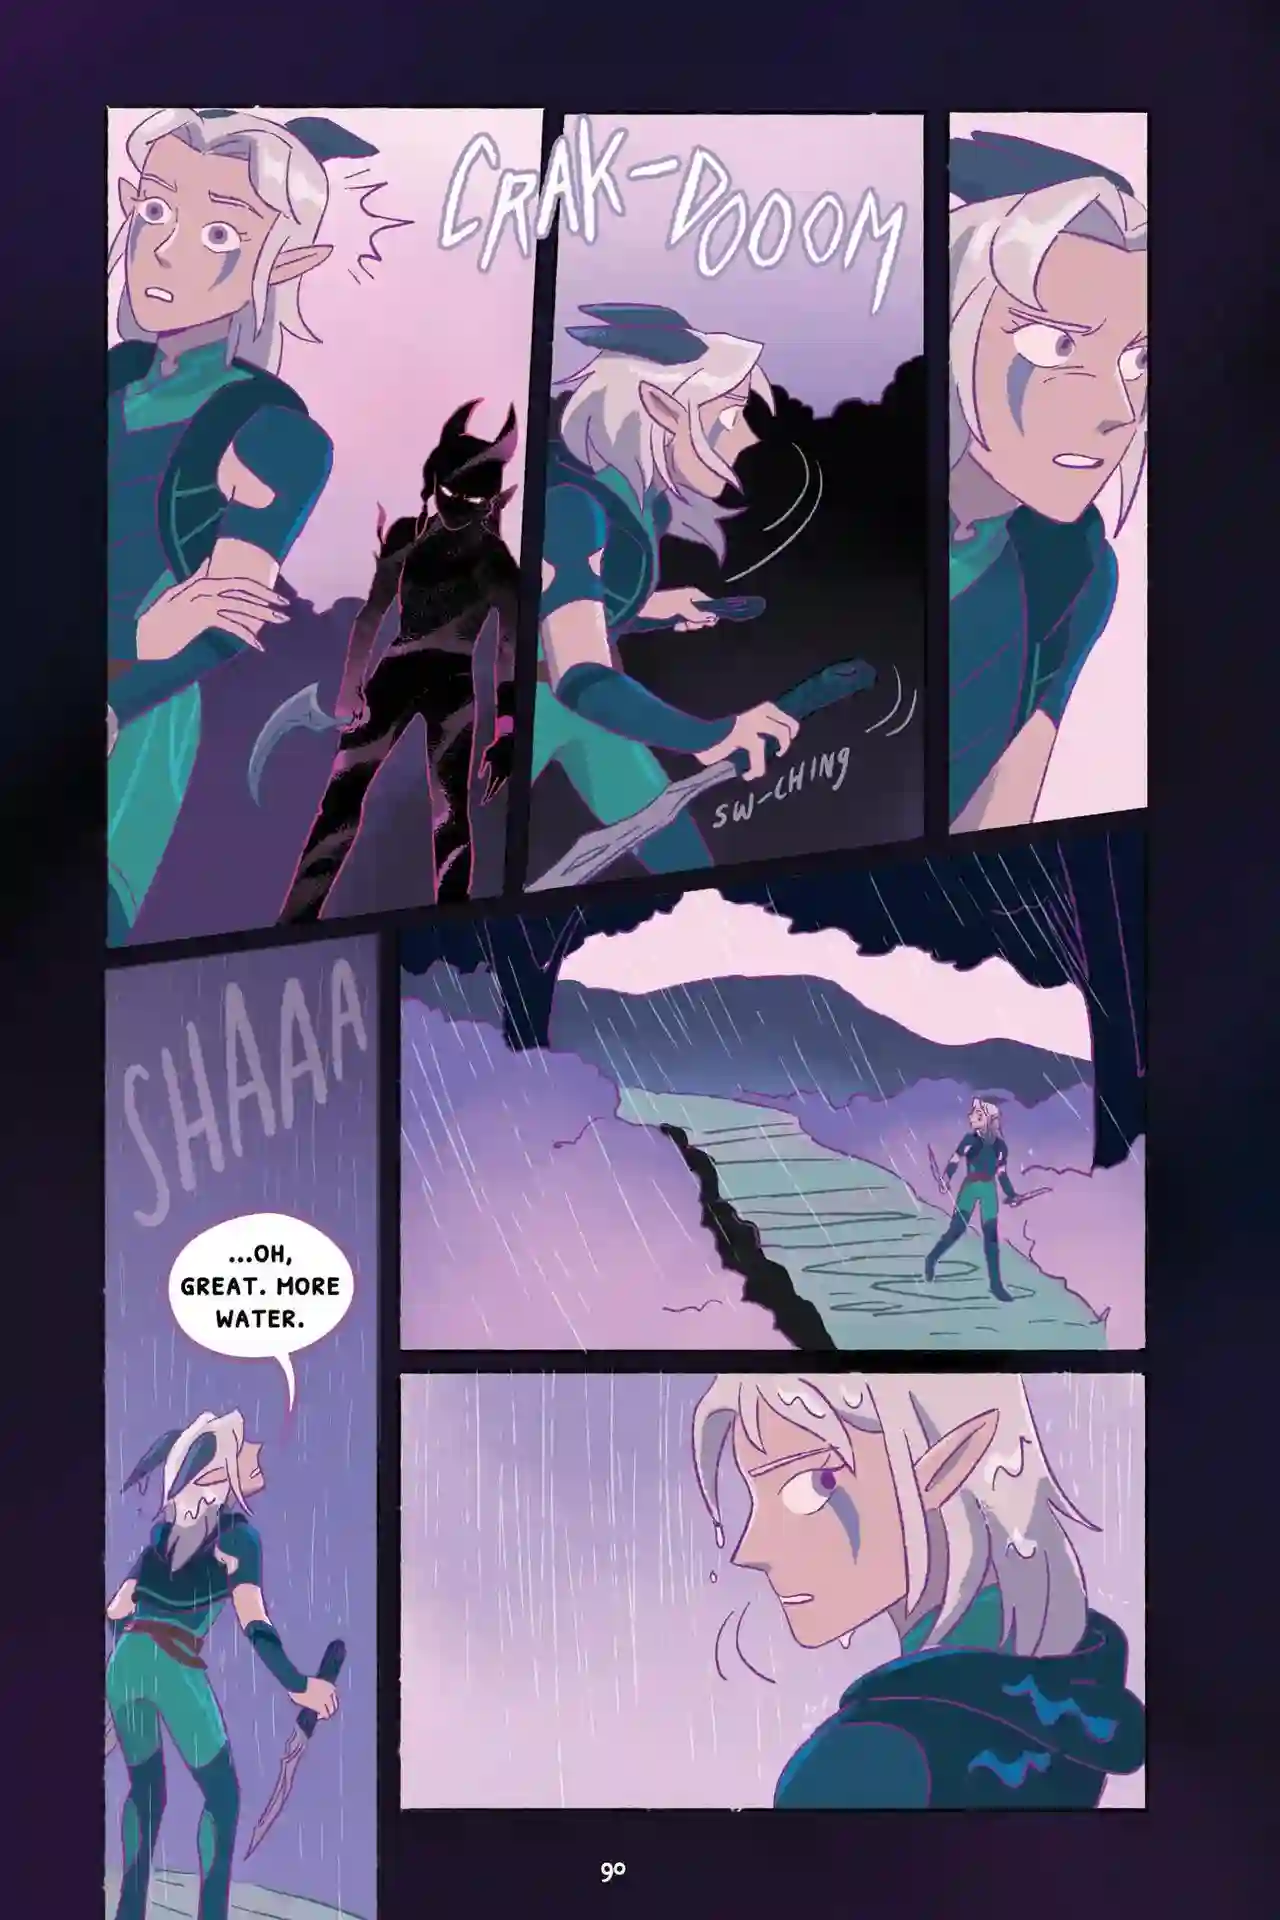 CRAK-DOOOM
SW-CHING
SHAAA
...OH,
GREAT. MORE
WATER.
90